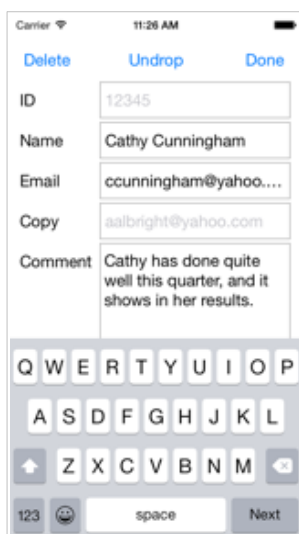 Carrier 11:26 AM
Delete Undrop Done
ID 12345
Name Cathy Cunningham
Email ccunningham@yahoo....
Copy aalbright@yahoo.com
Comment Cathy has done quite
well this quarter, and it
shows in her results.
Q W E R T Y U I O P
A S D F G H J K L
Z X C V B N M
123 space Next